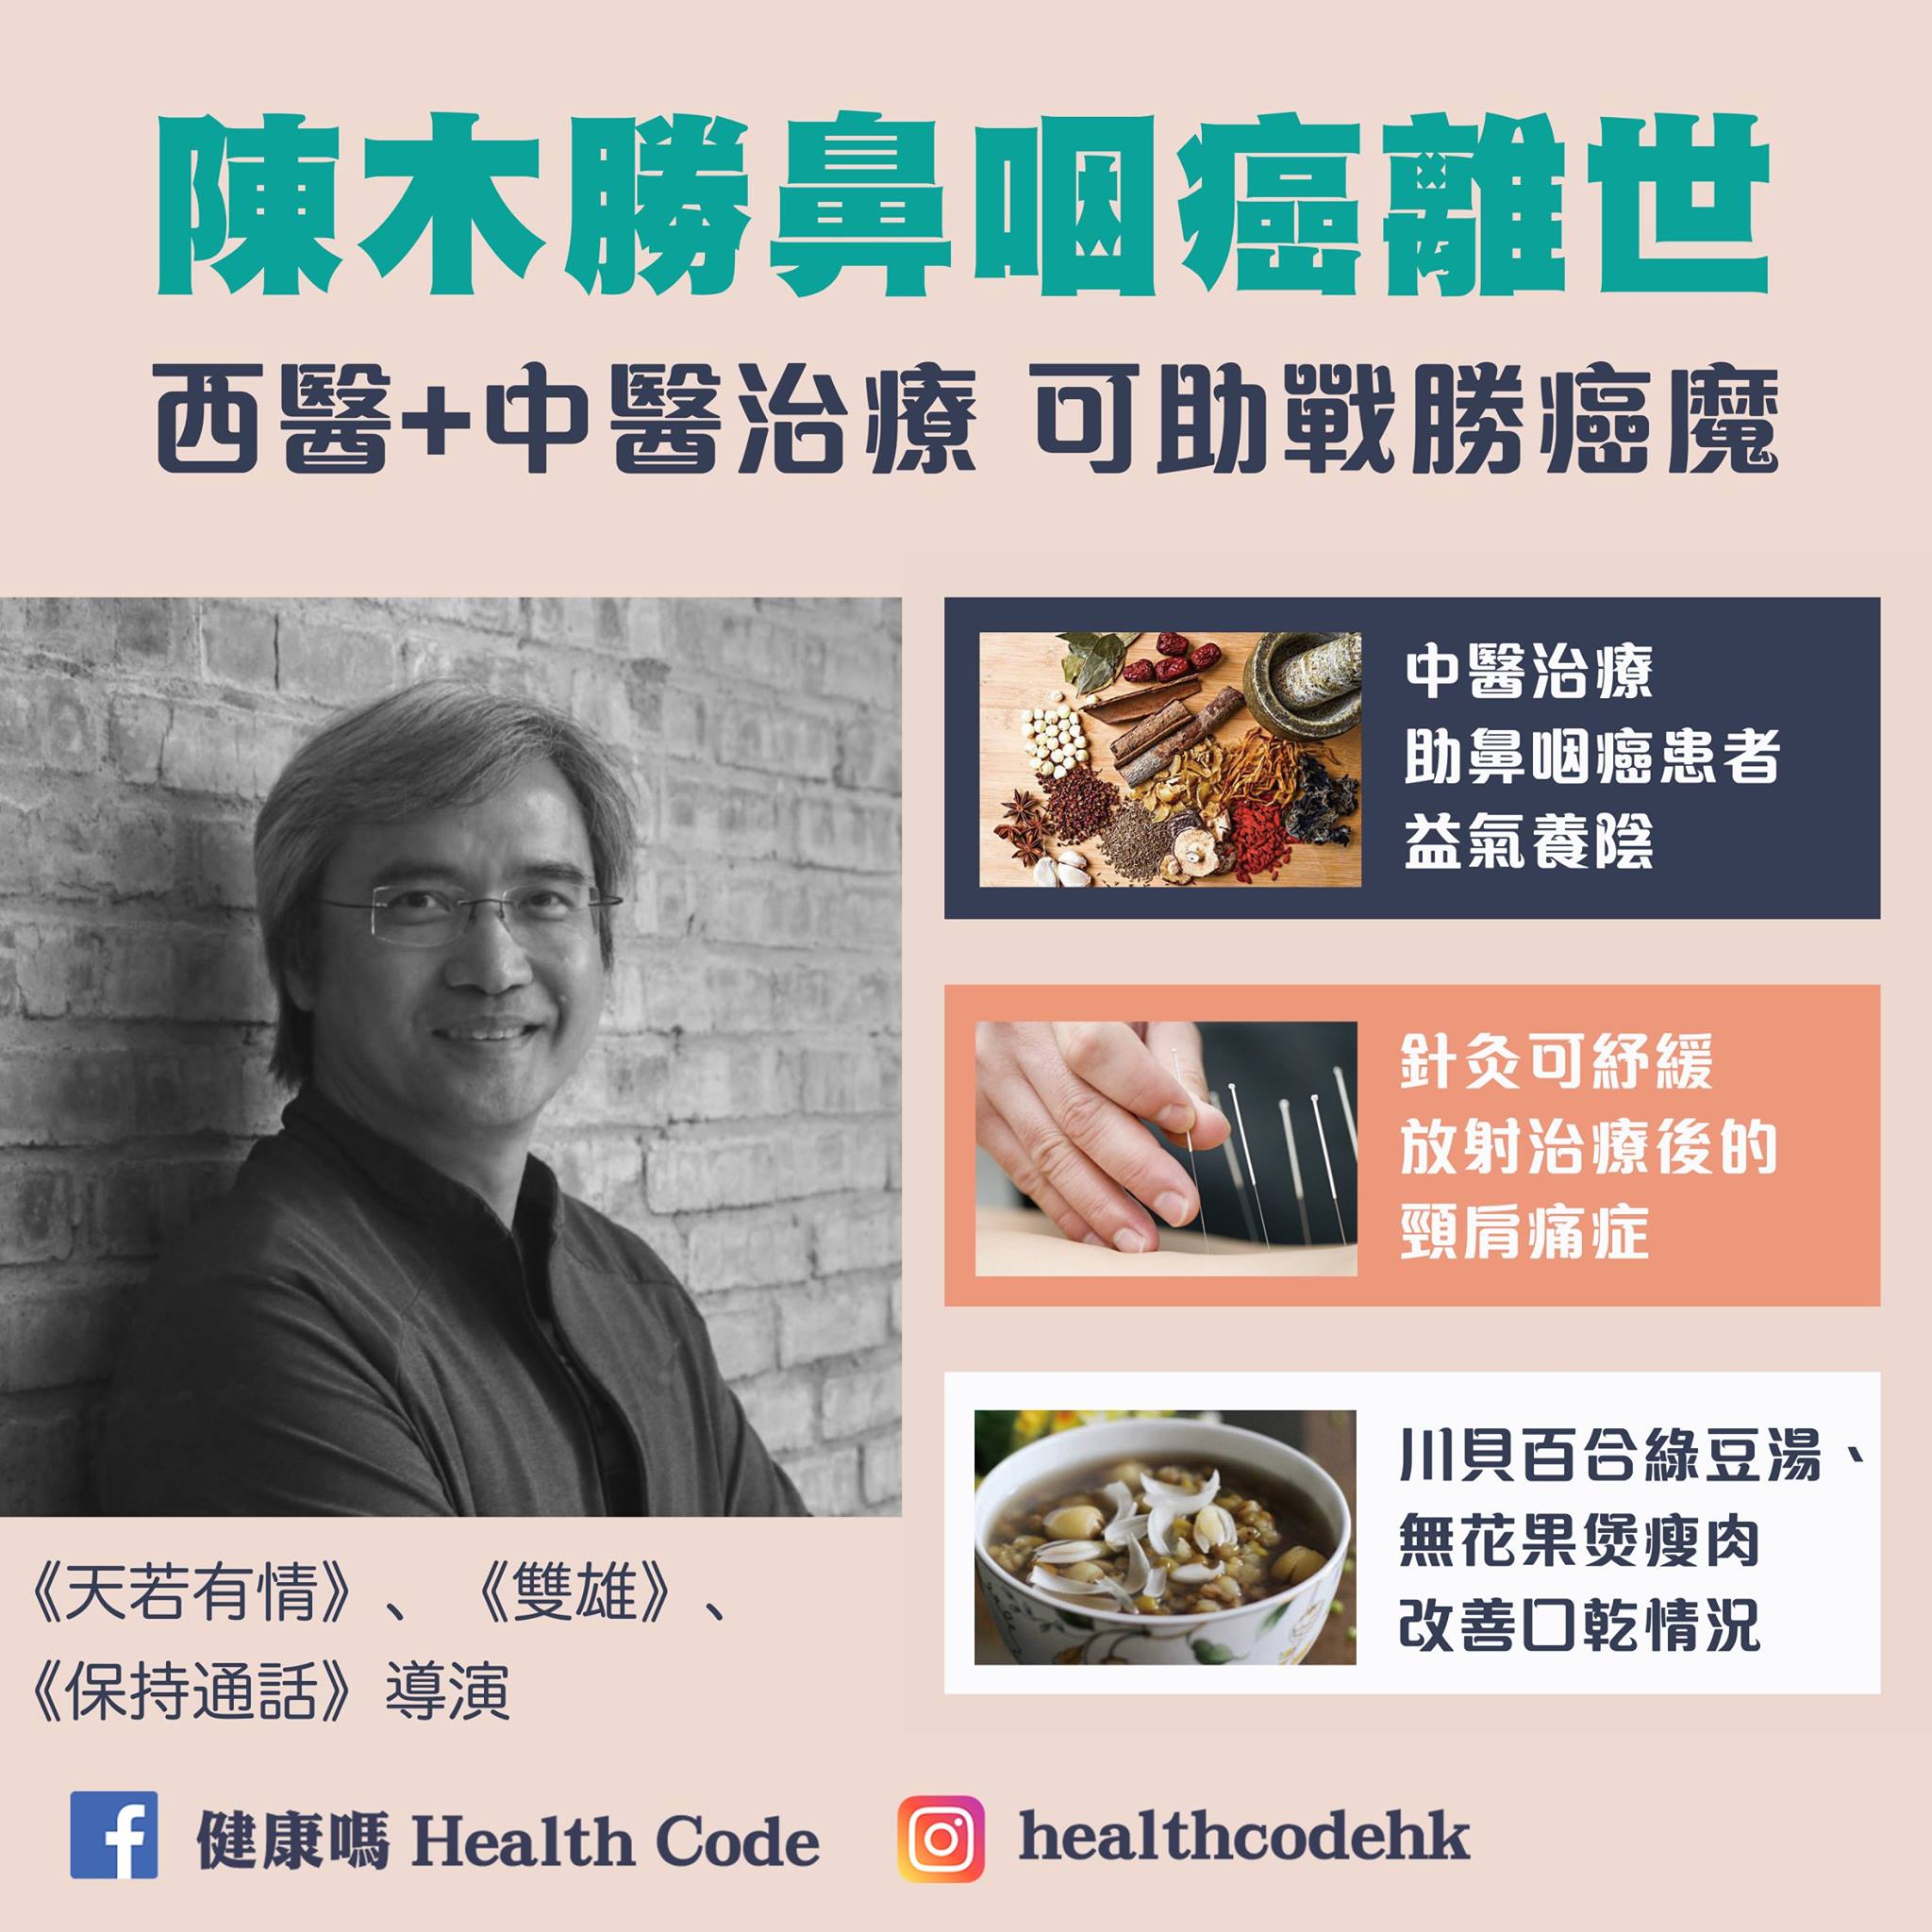 陳木勝鼻咽癌離世
西醫+中醫治療 可助戰勝癌魔
中醫治療
助鼻咽癌患者
益氣養陰
針灸可紓緩
放射治療後的
頸肩痛症
川貝百合綠豆湯、
無花果煲瘦肉
改善口乾情況
《天若有情》、《雙雄》、
《保持通話》導演
健康嗎 Health Code
healthcodehk